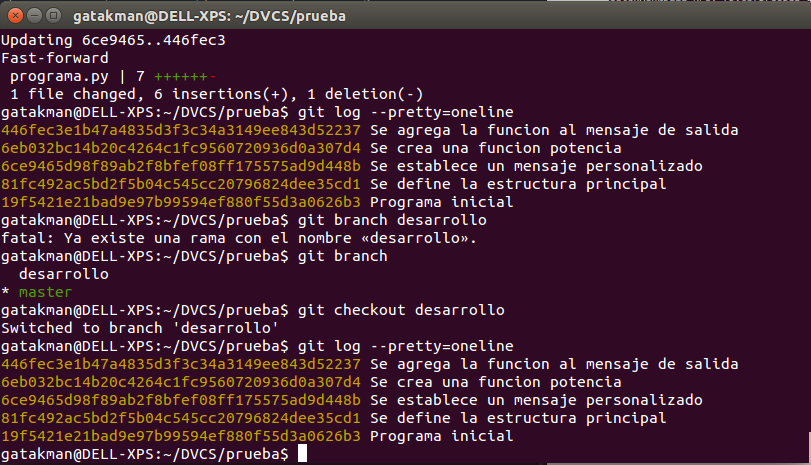 gatakman@DELL-XPS: ~/DVCS/prueba
Updating 6ce9465..446fec3
Fast-forward
 programa.py | 7 ++++++-
 1 file changed, 6 insertions(+), 1 deletion(-)
gatakman@DELL-XPS:~/DVCS/prueba$ git log --pretty=oneline
446fec3e1b47a4835d3f3c34a3149ee843d52237 Se agrega la funcion al mensaje de salida
6eb032bc14b20c4264c1fc9560720936d0a307d4 Se crea una funcion potencia
6ce9465d98f89ab2f8bfef08ff175575ad9d448b Se establece un mensaje personalizado
81fc492ac5bd2f5b04c545cc20796824dee35cd1 Se define la estructura principal
19f5421e21bad9e97b99594ef880f55d3a0626b3 Programa inicial
gatakman@DELL-XPS:~/DVCS/prueba$ git branch desarrollo
fatal: Ya existe una rama con el nombre «desarrollo».
gatakman@DELL-XPS:~/DVCS/prueba$ git branch
  desarrollo
* master
gatakman@DELL-XPS:~/DVCS/prueba$ git checkout desarrollo
Switched to branch 'desarrollo'
gatakman@DELL-XPS:~/DVCS/prueba$ git log --pretty=oneline
446fec3e1b47a4835d3f3c34a3149ee843d52237 Se agrega la funcion al mensaje de salida
6eb032bc14b20c4264c1fc9560720936d0a307d4 Se crea una funcion potencia
6ce9465d98f89ab2f8bfef08ff175575ad9d448b Se establece un mensaje personalizado
81fc492ac5bd2f5b04c545cc20796824dee35cd1 Se define la estructura principal
19f5421e21bad9e97b99594ef880f55d3a0626b3 Programa inicial
gatakman@DELL-XPS:~/DVCS/prueba$